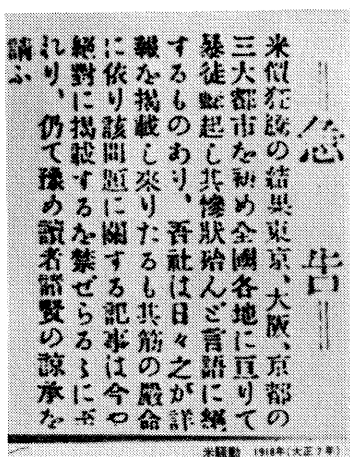 急告
米価狂騰の結果東京、大阪、京都の
三大都市を初め全國各地に亘りて
暴徒蜂起し其慘狀殆んど言語に絕
するものあり、吾社は日々之が詳
報を掲載し來りたるも其筋の嚴命
に依り該問題に關する記事は今や
絕對に掲載するを禁ぜらるゝに至
れり、仍て豫め讀者諸賢の諒承を
請ふ
米騒動 1918年(大正7年)